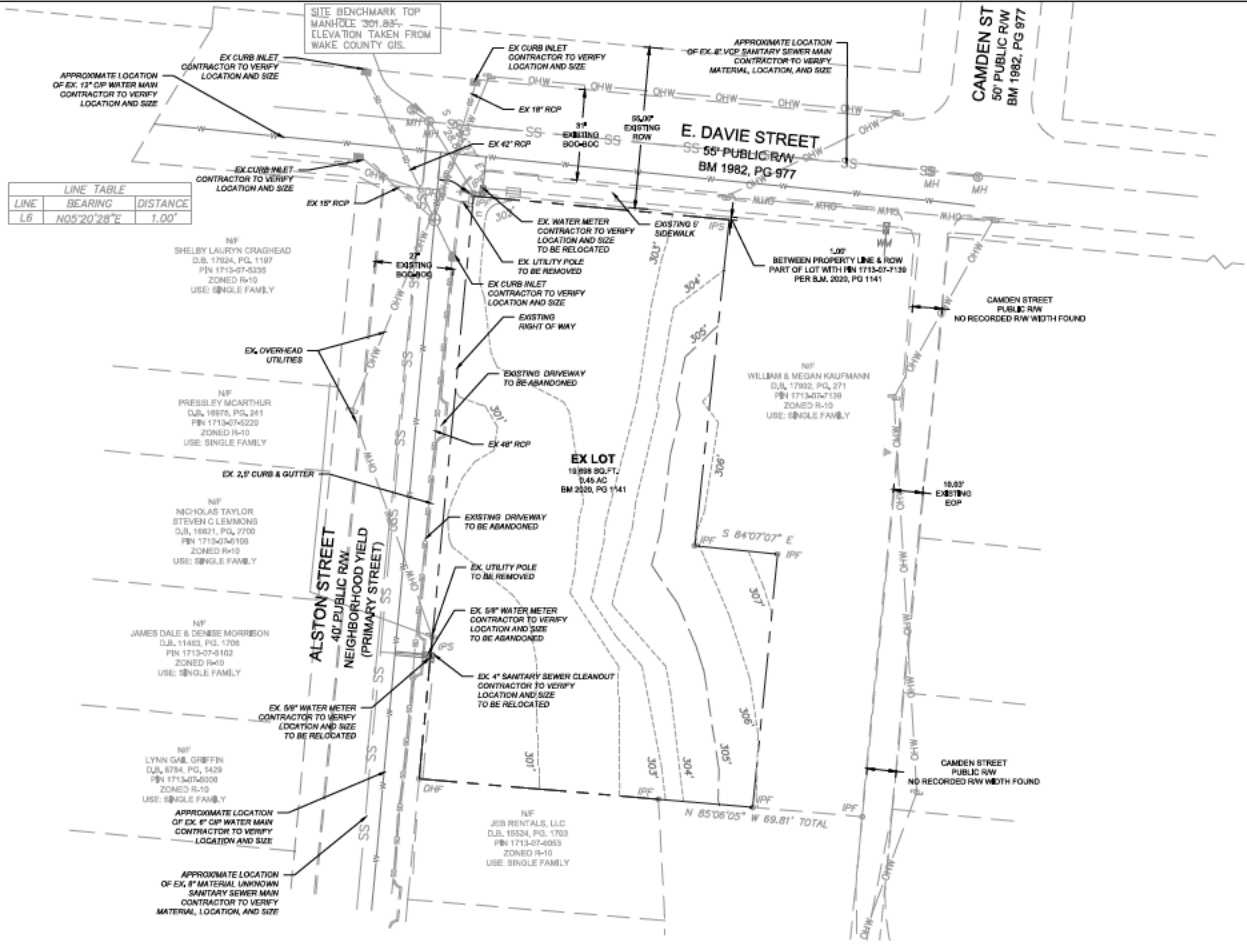 SITE BENCHMARK TOP
MANHOLE 301.83'.
ELEVATION TAKEN FROM
WAKE COUNTY GIS.
EX CURB INLET
CONTRACTOR TO VERIFY
LOCATION AND SIZE
EX CURB INLET
CONTRACTOR TO VERIFY
LOCATION AND SIZE
APPROXIMATE LOCATION
OF EX. 8" VCP SANITARY SEWER MAIN
CONTRACTOR TO VERIFY
MATERIAL, LOCATION, AND SIZE
CAMDEN ST
50' PUBLIC R/W
BM 1982, PG 977
APPROXIMATE LOCATION
OF EX. 12" CIP WATER MAIN
CONTRACTOR TO VERIFY
LOCATION AND SIZE
EX 18" RCP
31'
EXISTING
BOC-BOC
55.00'
EXISTING
ROW
E. DAVIE STREET
55' PUBLIC R/W
BM 1982, PG 977
EX 42" RCP
EX CURB INLET
CONTRACTOR TO VERIFY
LOCATION AND SIZE
EX 15" RCP
LINE TABLE
LINE BEARING DISTANCE
L6 N05°20'28"E 1.00'
EX. WATER METER
CONTRACTOR TO VERIFY
LOCATION AND SIZE
TO BE RELOCATED
EXISTING 5'
SIDEWALK
EX. UTILITY POLE
TO BE REMOVED
EX CURB INLET
CONTRACTOR TO VERIFY
LOCATION AND SIZE
1.00'
BETWEEN PROPERTY LINE & ROW
PART OF LOT WITH PIN 1713-07-7139
PER B.M. 2020, PG 1141
CAMDEN STREET
PUBLIC R/W
NO RECORDED R/W WIDTH FOUND
N/F
SHELBY LAURYN CRAGHEAD
D.B. 17924, PG. 1197
PIN 1713-07-5235
ZONED R-10
USE: SINGLE FAMILY
27'
EXISTING
BOC-BOC
EXISTING
RIGHT OF WAY
EX. OVERHEAD
UTILITIES
EXISTING DRIVEWAY
TO BE ABANDONED
N/F
WILLIAM & MEGAN KAUFMANN
D.B. 17992, PG. 271
PIN 1713-07-7139
ZONED R-10
USE: SINGLE FAMILY
N/F
PRESSLEY MCARTHUR
D.B. 16975, PG. 241
PIN 1713-07-5220
ZONED R-10
USE: SINGLE FAMILY
EX 48" RCP
EX LOT
19,698 SQ.FT.
0.45 AC
BM 2020, PG 1141
EX. 2.5' CURB & GUTTER
10.03'
EXISTING
EOP
N/F
NICHOLAS TAYLOR
STEVEN C LEMMONS
D.B. 16821, PG. 2700
PIN 1713-07-5106
ZONED R-10
USE: SINGLE FAMILY
EXISTING DRIVEWAY
TO BE ABANDONED
S 84°07'07" E
ALSTON STREET
40' PUBLIC R/W
NEIGHBORHOOD YIELD
(PRIMARY STREET)
EX. UTILITY POLE
TO BE REMOVED
EX. 5/8" WATER METER
CONTRACTOR TO VERIFY
LOCATION AND SIZE
TO BE ABANDONED
N/F
JAMES DALE & DENISE MORRISON
D.B. 11463, PG. 1706
PIN 1713-07-5102
ZONED R-10
USE: SINGLE FAMILY
EX. 4" SANITARY SEWER CLEANOUT
CONTRACTOR TO VERIFY
LOCATION AND SIZE
TO BE RELOCATED
EX. 5/8" WATER METER
CONTRACTOR TO VERIFY
LOCATION AND SIZE
TO BE RELOCATED
N/F
LYNN GAIL GRIFFIN
D.B. 6784, PG. 1429
PIN 1713-07-5008
ZONED R-10
USE: SINGLE FAMILY
CAMDEN STREET
PUBLIC R/W
NO RECORDED R/W WIDTH FOUND
APPROXIMATE LOCATION
OF EX. 6" CIP WATER MAIN
CONTRACTOR TO VERIFY
LOCATION AND SIZE
N 85°06'05" W 69.81' TOTAL
N/F
JEB RENTALS, LLC
D.B. 15524, PG. 1703
PIN 1713-07-6053
ZONED R-10
USE: SINGLE FAMILY
APPROXIMATE LOCATION
OF EX. 8" MATERIAL UNKNOWN
SANITARY SEWER MAIN
CONTRACTOR TO VERIFY
MATERIAL, LOCATION, AND SIZE
302'
303'
304'
305'
306'
307'
301'
306'
305'
304'
303'
301'
IPS
IPF
IPF
IPS
DHF
IPF
IPF
IPF
MH
MH
MH
WM